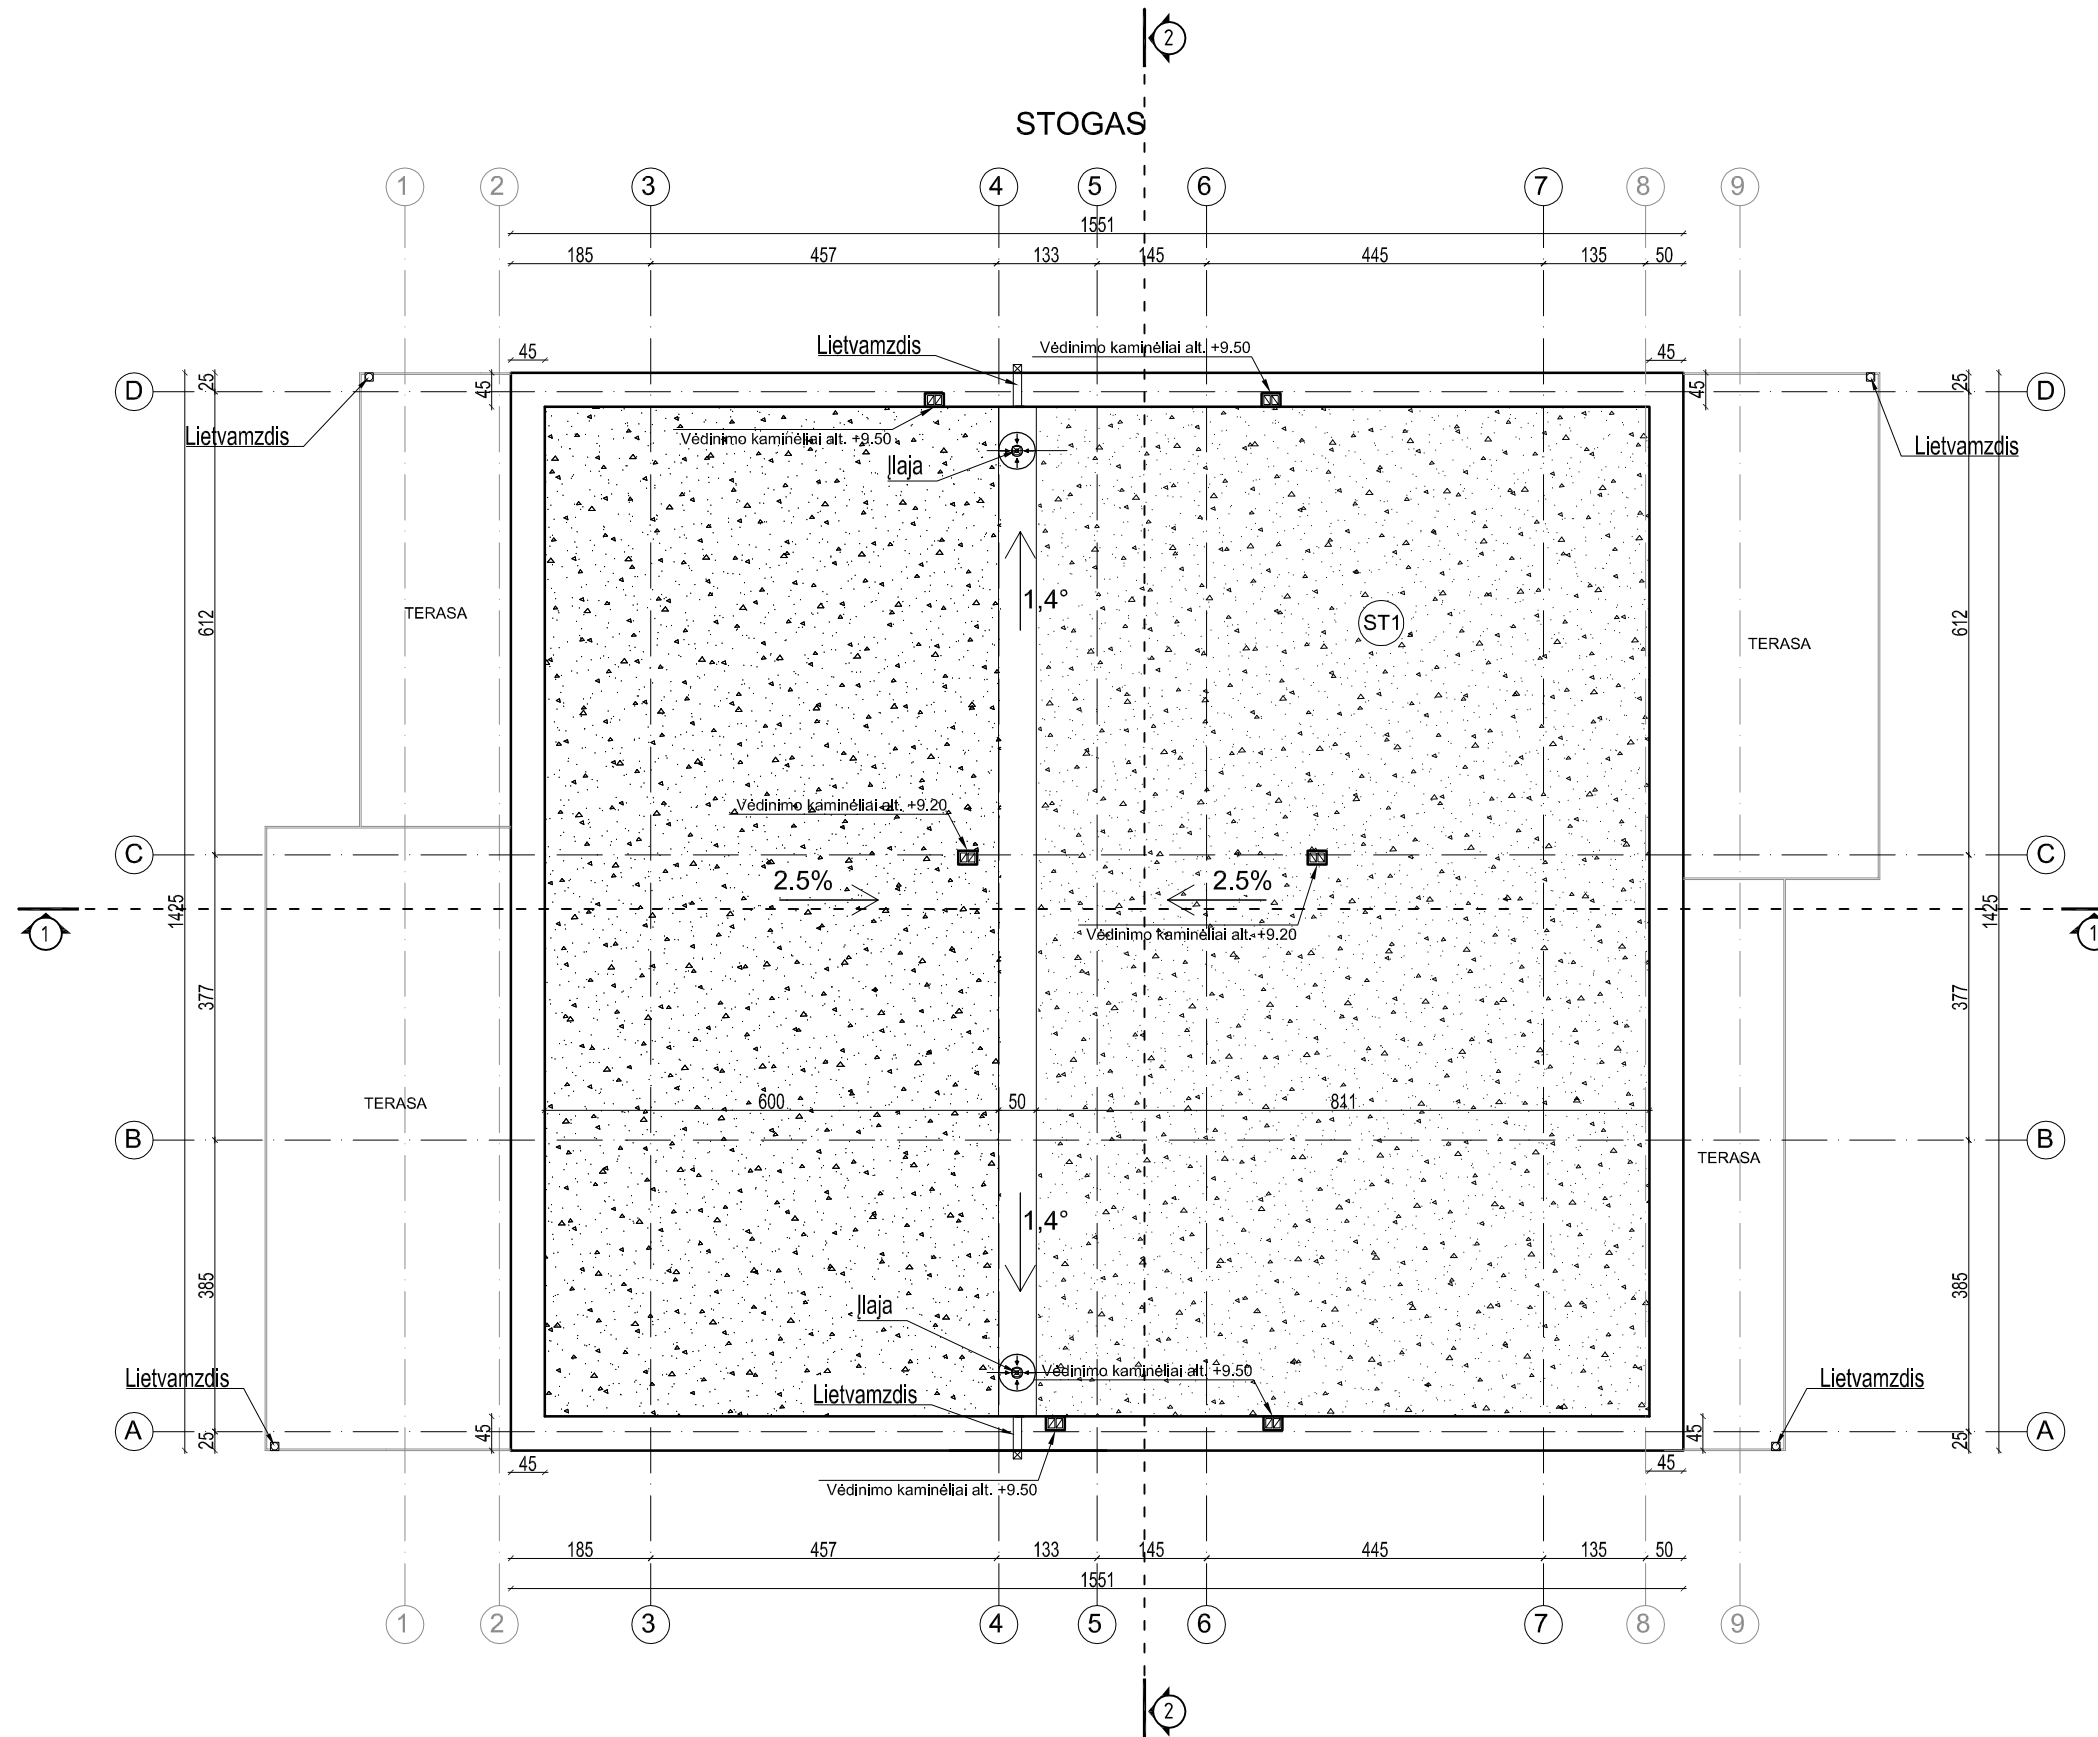 2
STOGAS
1 2 3 4 5 6 7 8 9
1551
185 457 133 145 445 135 50
45 Lietvamzdis Vėdinimo kaminėliai alt. +9.50 45
D 25 45 45 25 D
Lietvamzdis Vėdinimo kaminėliai alt. +9.50 Lietvamzdis
Įlaja
1,4°
612 TERASA ST1 612
TERASA
Vėdinimo kaminėliai alt. +9.20
C C
2.5% 2.5%
1425 1425
1 Vėdinimo kaminėliai alt. +9.20 1
377 377
TERASA 600 50 811
B B
TERASA
1,4°
385 385
Įlaja
Lietvamzdis Vėdinimo kaminėliai alt. +9.50 Lietvamzdis
Lietvamzdis
A 25 45 45 25 A
45 45
Vėdinimo kaminėliai alt. +9.50
185 457 133 145 445 135 50
1551
1 2 3 4 5 6 7 8 9
2